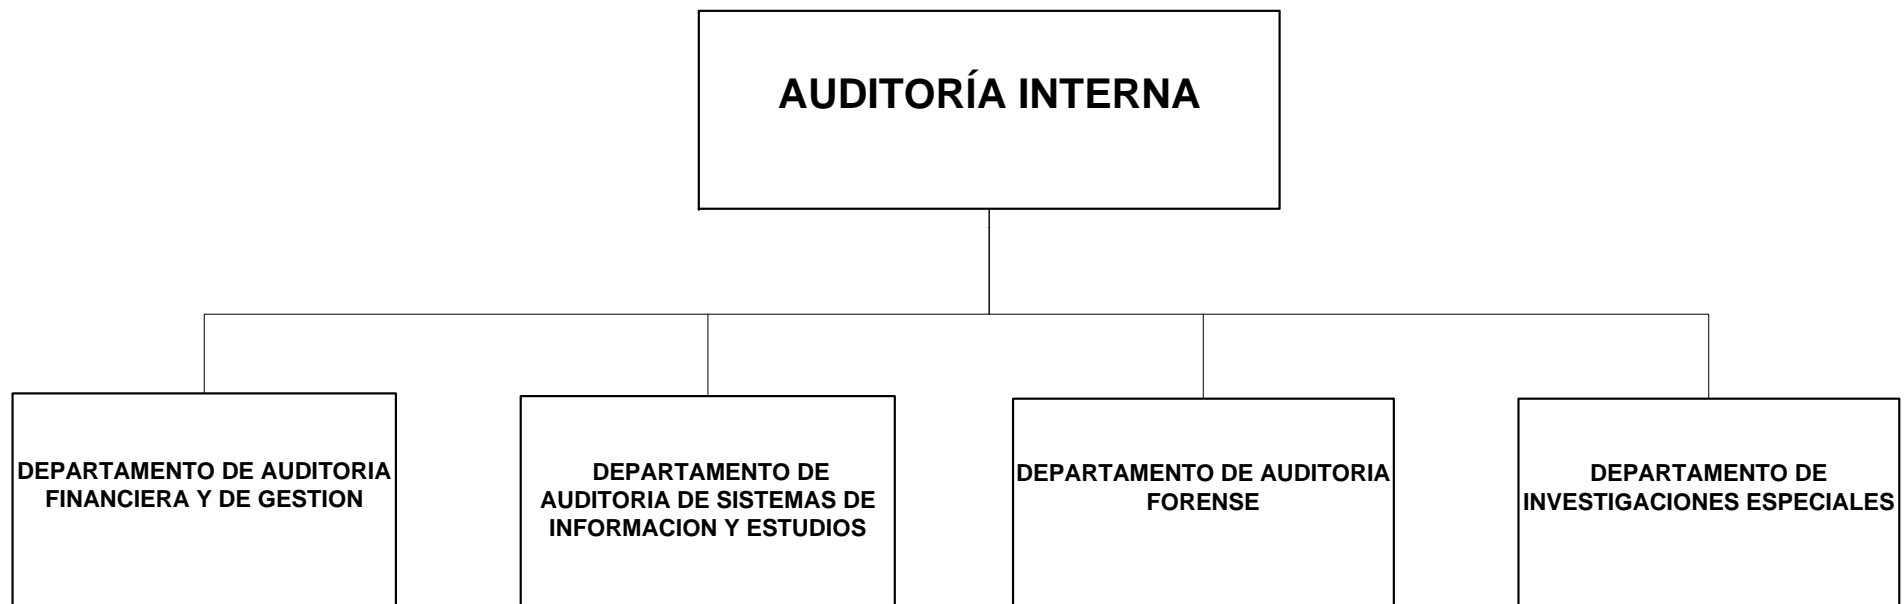 AUDITORÍA INTERNA
DEPARTAMENTO DE AUDITORIA
FINANCIERA Y DE GESTION
DEPARTAMENTO DE
AUDITORIA DE SISTEMAS DE
INFORMACION Y ESTUDIOS
DEPARTAMENTO DE AUDITORIA
FORENSE
DEPARTAMENTO DE
INVESTIGACIONES ESPECIALES